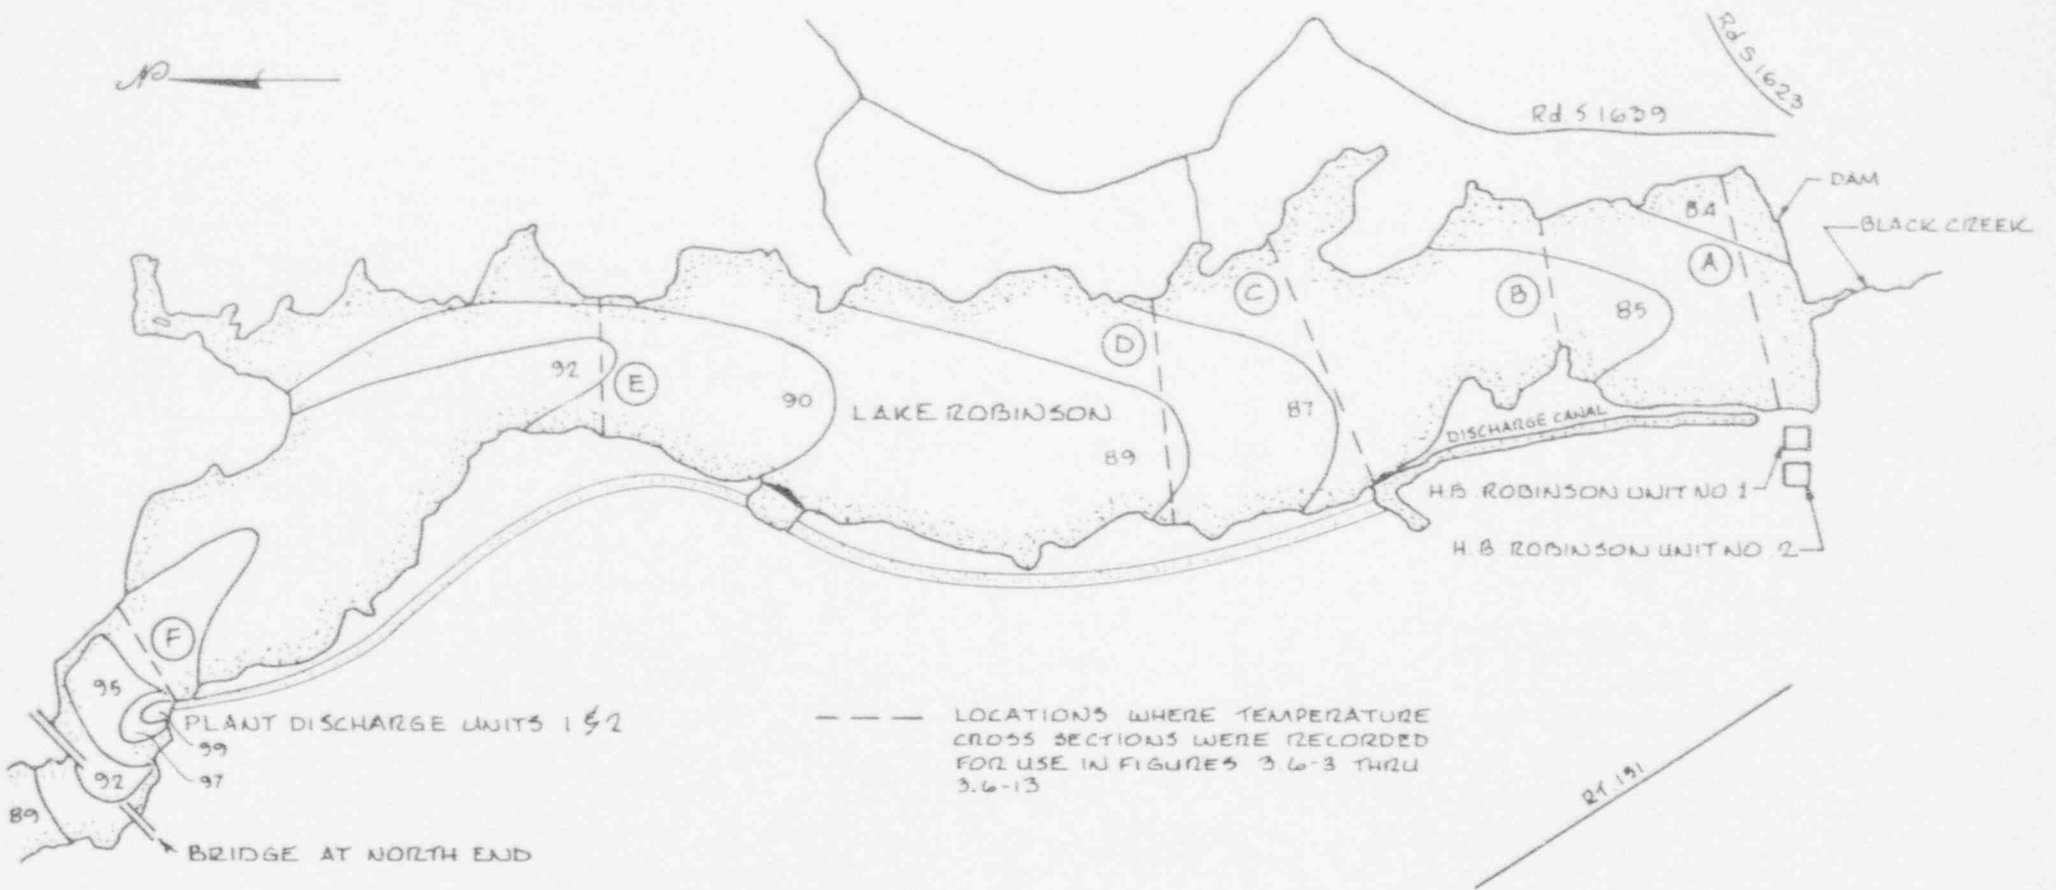 N
Rd S 1623
Rd. S 1639
DAM
BLACK CREEK
84
A
C
B
85
D
92
E
90
LAKE ROBINSON
87
89
DISCHARGE CANAL
H.B. ROBINSON UNIT NO 1
H.B. ROBINSON UNIT NO. 2
F
95
PLANT DISCHARGE UNITS 1 & 2
99
97
92
89
BRIDGE AT NORTH END
LOCATIONS WHERE TEMPERATURE
CROSS SECTIONS WERE RECORDED
FOR USE IN FIGURES 3.6-3 THRU
3.6-13
RT. 151